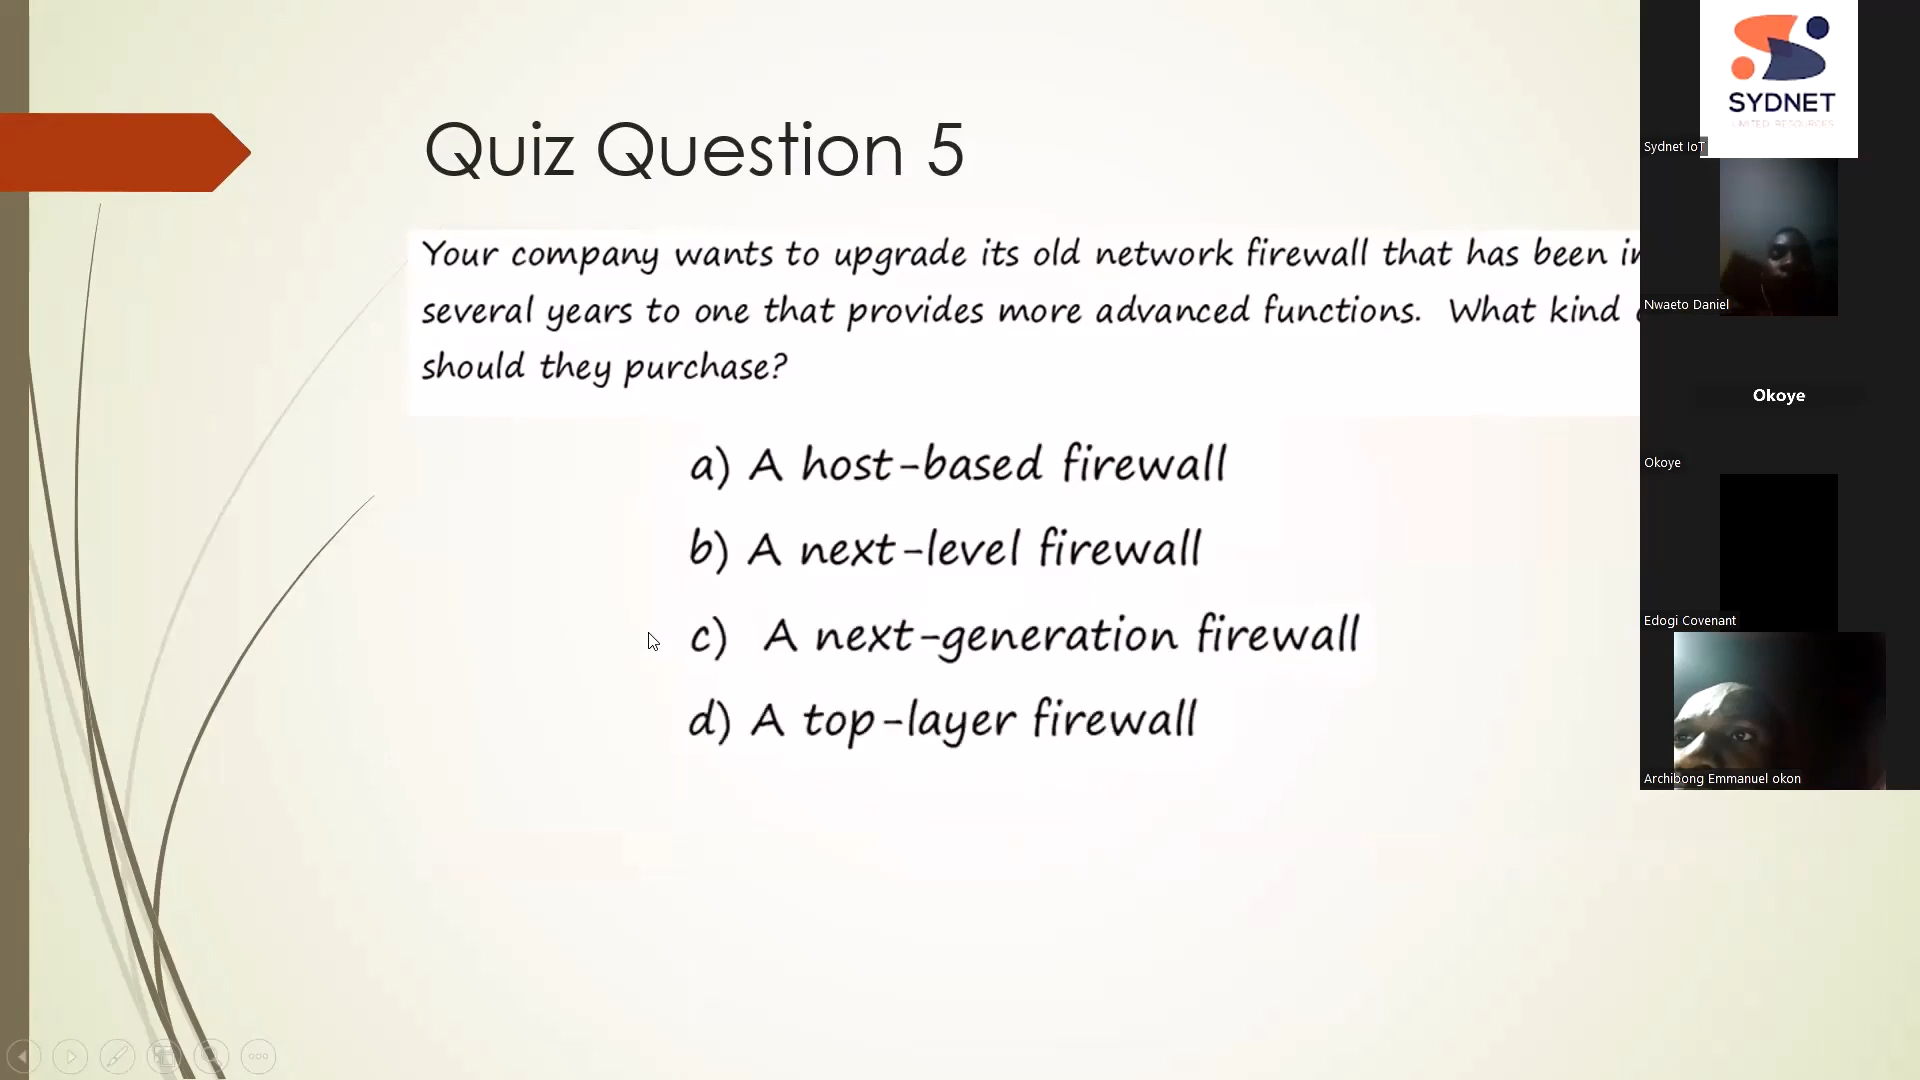 Quiz Question 5
Your company wants to upgrade its old network firewall that has been
several years to one that provides more advanced functions. What kind
should they purchase?
a) A host-based firewall
b) A next-level firewall
c) A next-generation firewall
d) A top-layer firewall
SYDNET
LIMITED RESOURCES
Sydnet IoT
Nwaeto Daniel
Okoye
Okoye
Edogi Covenant
Archibong Emmanuel okon